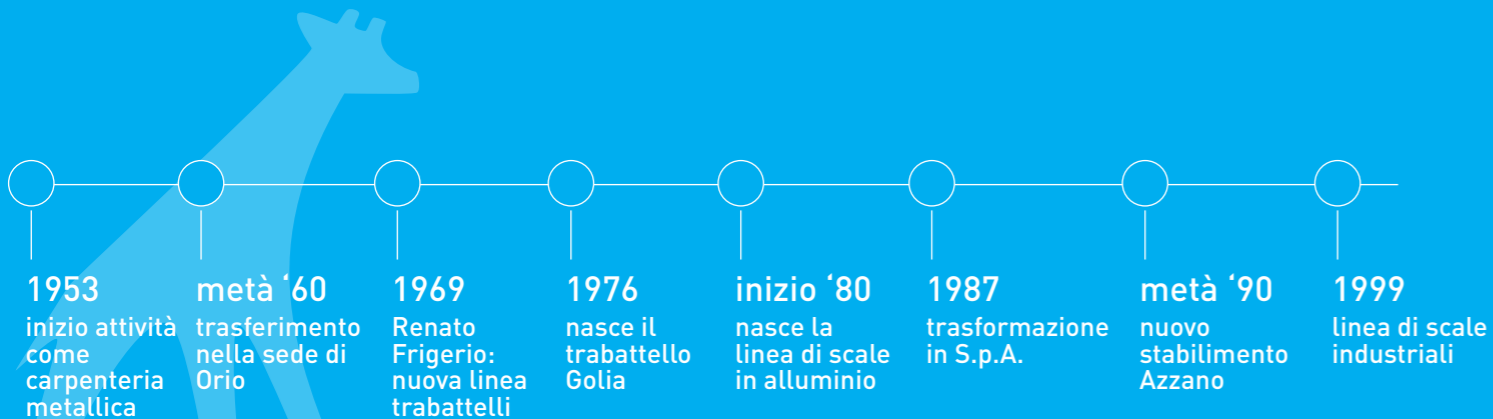 1953
inizio attività
come
carpenteria
metallica
metà ‘60
trasferimento
nella sede di
Orio
1969
Renato
Frigerio:
nuova linea
trabattelli
1976
nasce il
trabattello
Golia
inizio ‘80
nasce la
linea di scale
in alluminio
1987
trasformazione
in S.p.A.
metà ‘90
nuovo
stabilimento
Azzano
1999
linea di scale
industriali